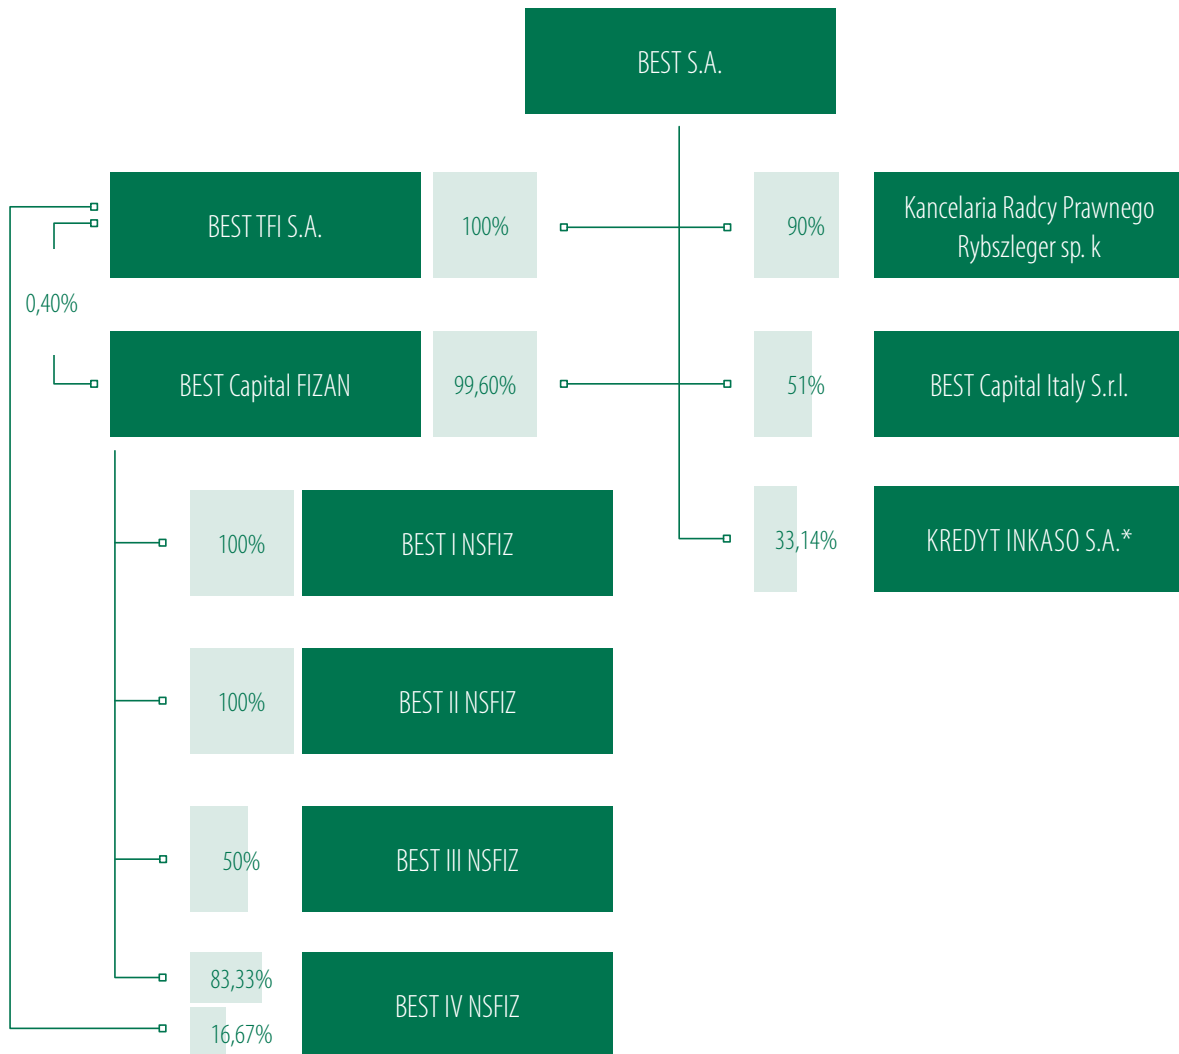 BEST S.A.
BEST TFI S.A.
100%
90%
Kancelaria Radcy Prawnego
Rybszleger sp. k
0,40%
BEST Capital FIZAN
99,60%
51%
BEST Capital Italy S.r.l.
33,14%
KREDYT INKASO S.A.*
100%
BEST I NSFIZ
100%
BEST II NSFIZ
50%
BEST III NSFIZ
83,33%
16,67%
BEST IV NSFIZ